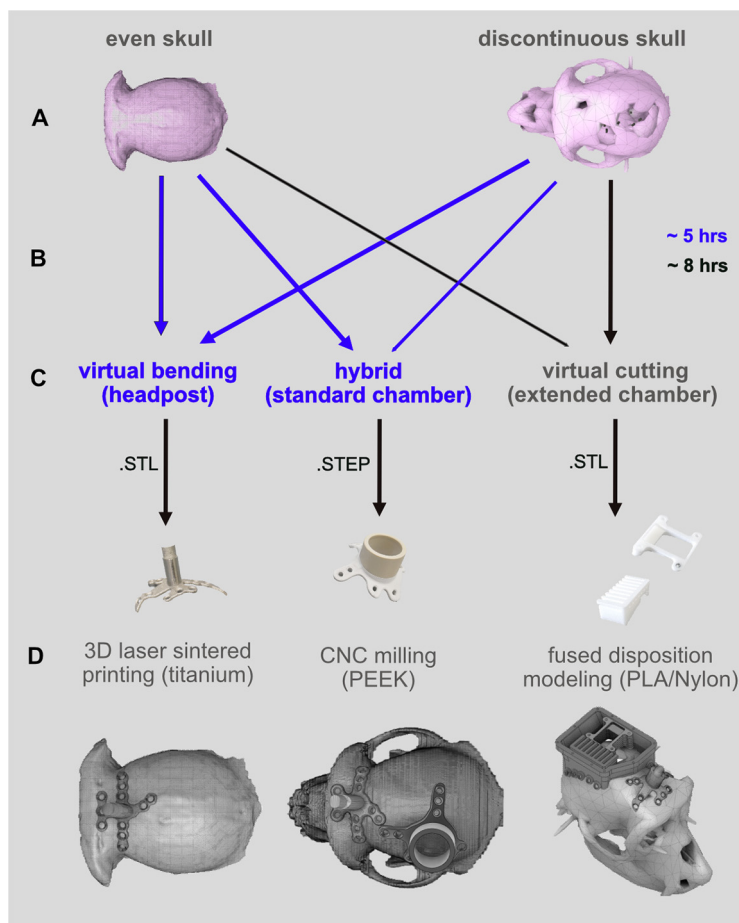 even skull
discontinuous skull
A
~ 5 hrs
B
~ 8 hrs
C
virtual bending
(headpost)
hybrid
(standard chamber)
virtual cutting
(extended chamber)
.STL
.STEP
.STL
D
3D laser sintered
printing (titanium)
CNC milling
(PEEK)
fused disposition
modeling (PLA/Nylon)